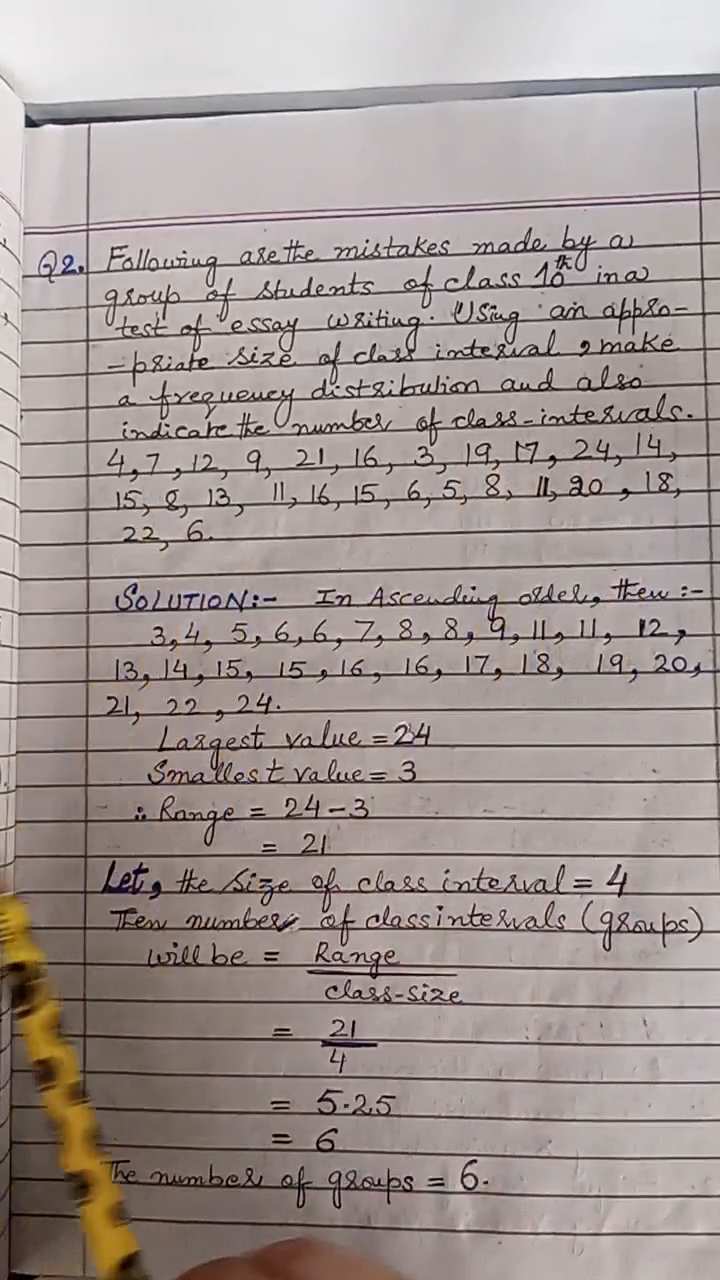 Q2. Following are the mistakes made by a
group of students of class 10th in a
test of essay writing. Using an appro-
-priate size of class interval, make
a frequency distribution and also
indicate the number of class-intervals.
4, 7, 12, 9, 21, 16, 3, 19, 17, 24, 14,
15, 8, 13, 11, 16, 15, 6, 5, 8, 11, 20, 18,
22, 6.
SOLUTION:- In Ascending order, then :-
3, 4, 5, 6, 6, 7, 8, 8, 9, 11, 11, 12,
13, 14, 15, 15, 16, 16, 17, 18, 19, 20,
21, 22, 24.
Largest value = 24
Smallest value = 3
∴ Range = 24 - 3
= 21
Let, the size of class interval = 4
Then number of class intervals (groups)
will be = Range
class-size
= 21
4
= 5.25
= 6
The number of groups = 6.